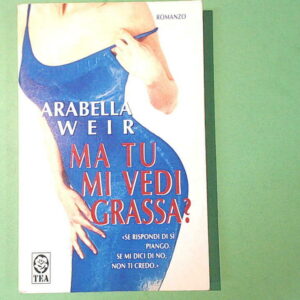 ROMANZO
ARABELLA
WEIR
MA TU
MI VEDI
GRASSA?
«SE RISPONDI DI SÌ
PIANGO.
SE MI DICI DI NO,
NON TI CREDO.»
TEA